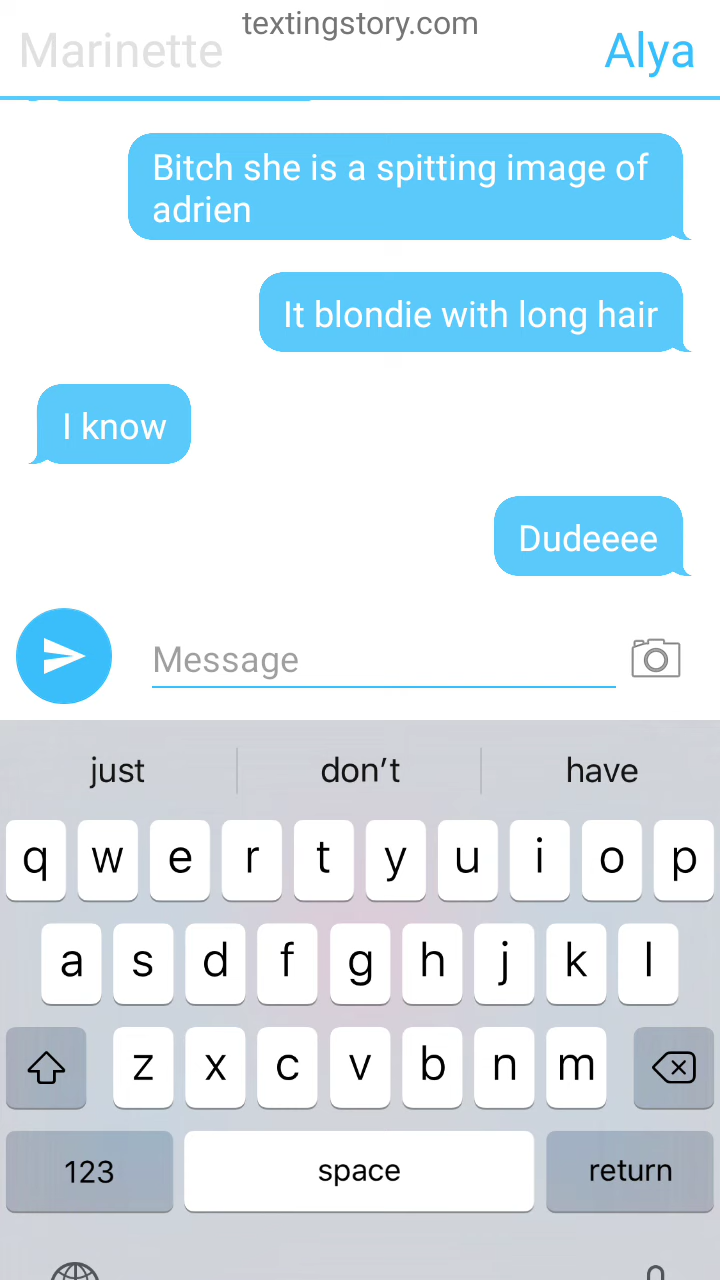 textingstory.com
Marinette
Alya
Bitch she is a spitting image of
adrien
It blondie with long hair
I know
Dudeeee
Message
just don’t have
q w e r t y u i o p
a s d f g h j k l
z x c v b n m
123 space return